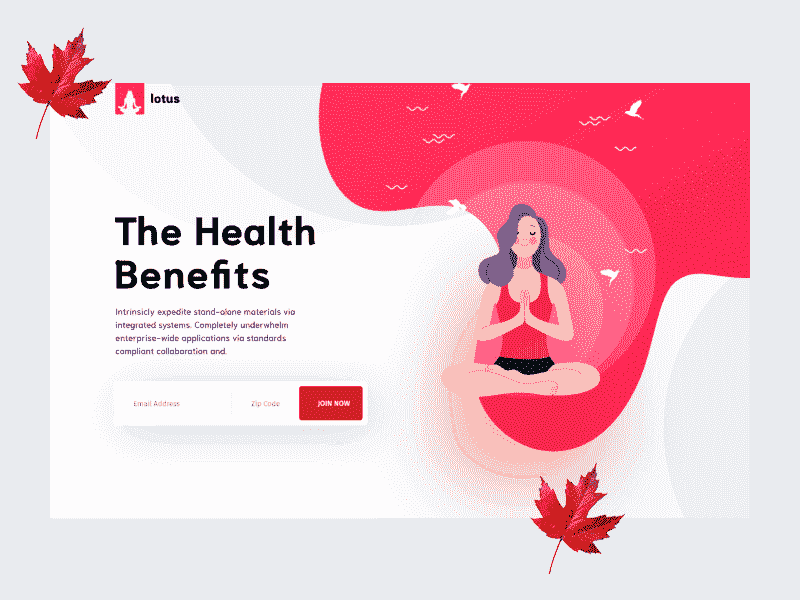 lotus
The Health
Benefits
Intrinsicly expedite stand-alone materials via
integrated systems. Completely underwhelm
enterprise-wide applications via standards
compliant collaboration and.
Email Address Zip Code JOIN NOW